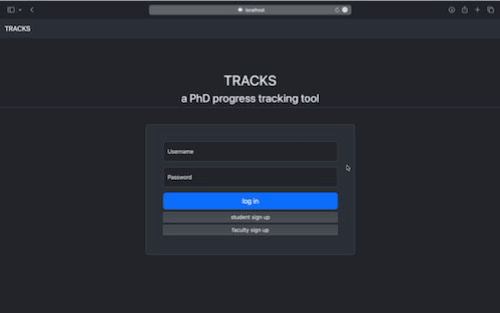 localhost
TRACKS
TRACKS
a PhD progress tracking tool
Username
Password
log in
student sign up
faculty sign up